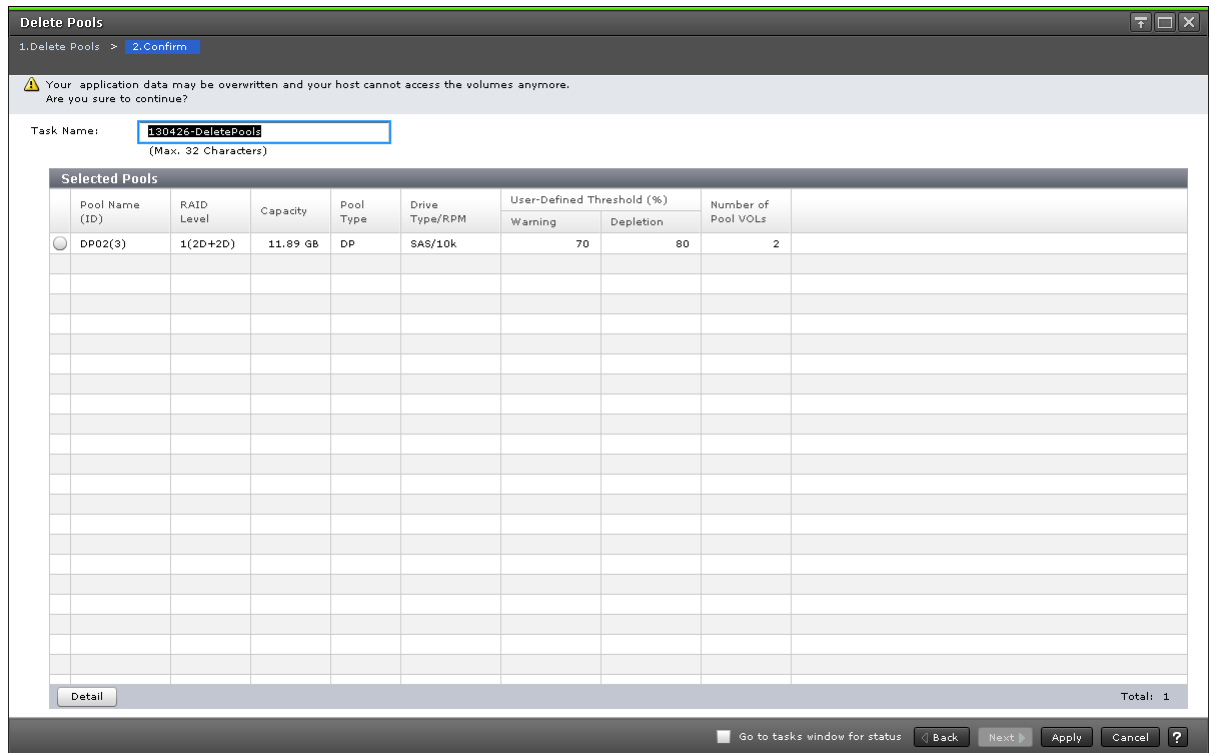 Delete Pools
1.Delete Pools > 2.Confirm
Your application data may be overwritten and your host cannot access the volumes anymore.
Are you sure to continue?
Task Name: 130426-DeletePools
(Max. 32 Characters)
Selected Pools
Pool Name (ID) RAID Level Capacity Pool Type Drive Type/RPM User-Defined Threshold (%) Warning Depletion Number of Pool VOLs
DP02(3) 1(2D+2D) 11.89 GB DP SAS/10k 70 80 2
Detail Total: 1
Go to tasks window for status Back Next Apply Cancel ?